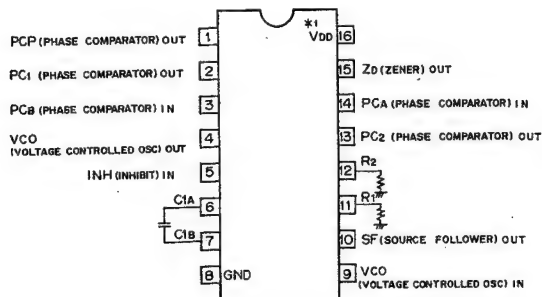 PCP (PHASE COMPARATOR) OUT
1
*1
VDD
16
PC1 (PHASE COMPARATOR) OUT
2
15
ZD (ZENER) OUT
PCB (PHASE COMPARATOR) IN
3
14
PCA (PHASE COMPARATOR) IN
VCO
(VOLTAGE CONTROLLED OSC) OUT
4
13
PC2 (PHASE COMPARATOR) OUT
INH (INHIBIT) IN
5
12
R2
C1A
6
11
R1
C1B
7
10
SF (SOURCE FOLLOWER) OUT
8
GND
9
VCO
(VOLTAGE CONTROLLED OSC) IN